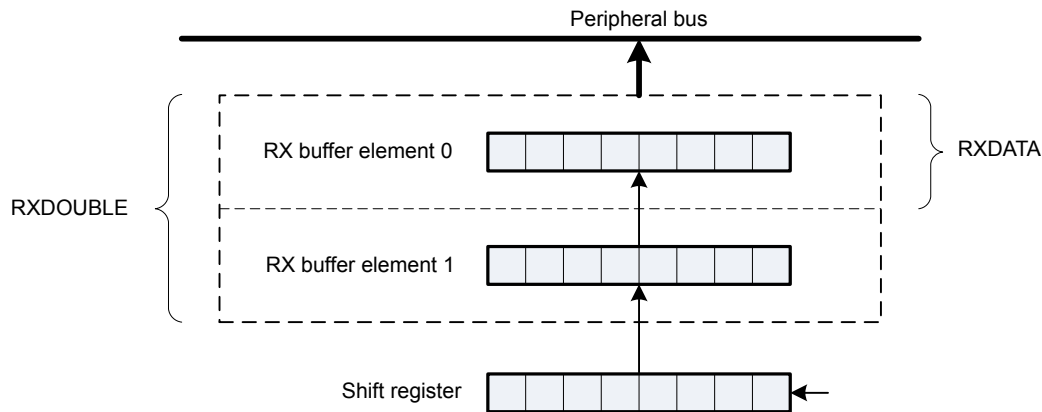 Peripheral bus
RX buffer element 0
RXDATA
RXDOUBLE
RX buffer element 1
Shift register